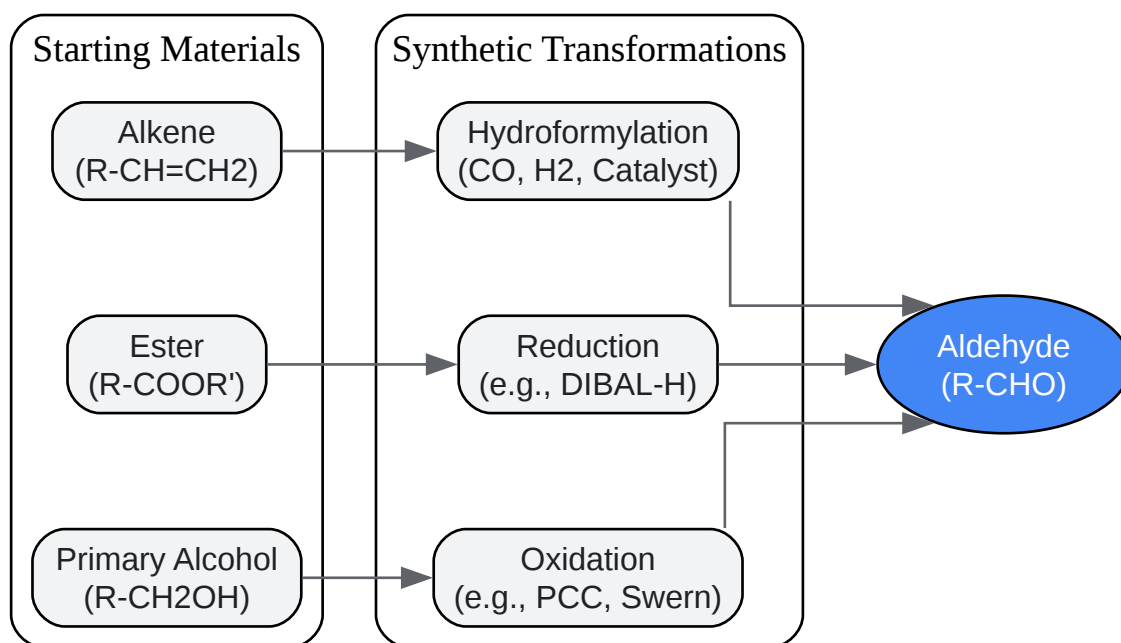 Starting Materials
Synthetic Transformations
Alkene
(R-CH=CH2)
Hydroformylation
(CO, H2, Catalyst)
Ester
(R-COOR')
Reduction
(e.g., DIBAL-H)
Aldehyde
(R-CHO)
Primary Alcohol
(R-CH2OH)
Oxidation
(e.g., PCC, Swern)